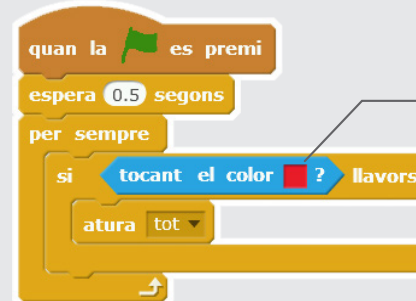 quan la es premi
espera 0.5 segons
per sempre
si tocant el color ? llavors
atura tot